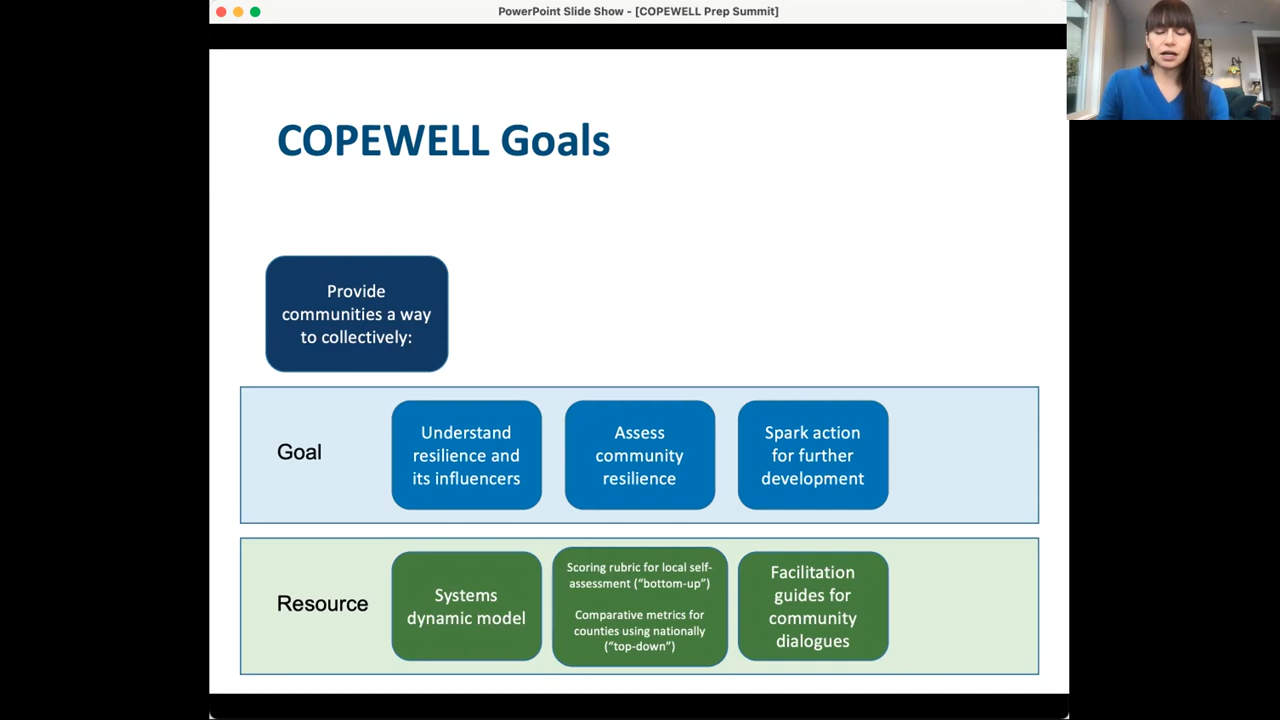 PowerPoint Slide Show - [COPEWELL Prep Summit]
COPEWELL Goals
Provide
communities a way
to collectively:
Goal
Understand
resilience and
its influencers
Assess
community
resilience
Spark action
for further
development
Resource
Systems
dynamic model
Scoring rubric for local self-
assessment (“bottom-up”)
Comparative metrics for
counties using nationally
(“top-down”)
Facilitation
guides for
community
dialogues